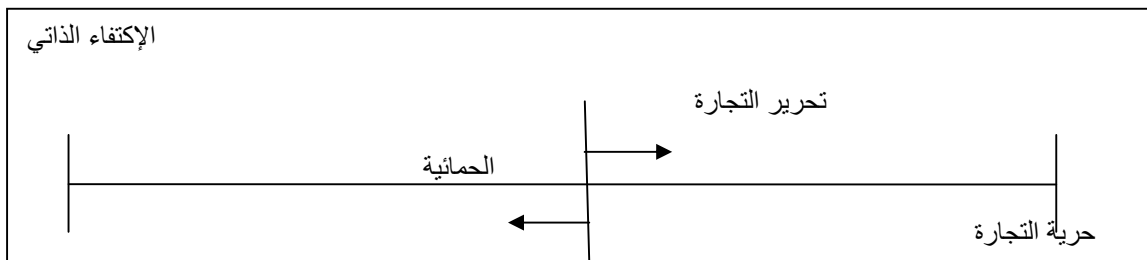 الإكتفاء الذاتي
تحرير التجارة
الحمائية
حرية التجارة